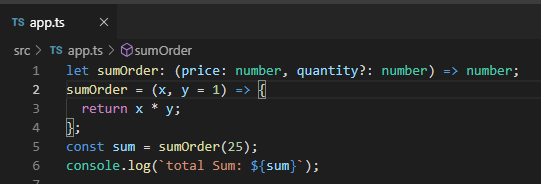 TS app.ts ×
src > TS app.ts > sumOrder
1 let sumOrder: (price: number, quantity?: number) => number;
2 sumOrder = (x, y = 1) => {
3   return x * y;
4 };
5 const sum = sumOrder(25);
6 console.log(`total Sum: ${sum}`);